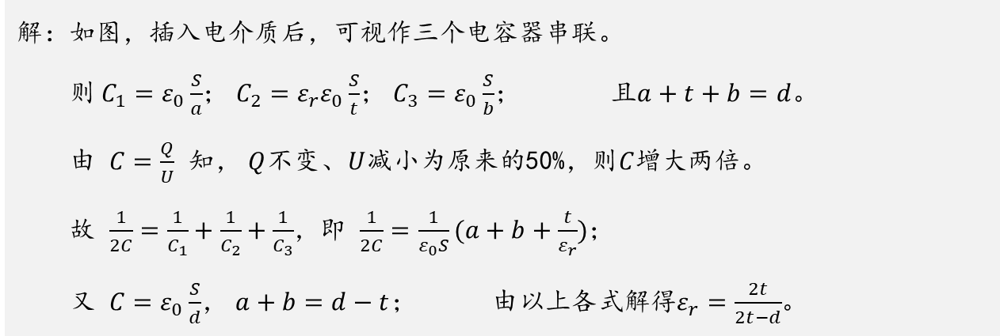 解：如图，插入电介质后，可视作三个电容器串联。
则 $C_1 = \varepsilon_0 \frac{S}{a}$； $C_2 = \varepsilon_r \varepsilon_0 \frac{S}{t}$； $C_3 = \varepsilon_0 \frac{S}{b}$； 且$a + t + b = d$。
由 $C = \frac{Q}{U}$ 知， $Q$不变、$U$减小为原来的50%，则$C$增大两倍。
故 $\frac{1}{2C} = \frac{1}{C_1} + \frac{1}{C_2} + \frac{1}{C_3}$，即 $\frac{1}{2C} = \frac{1}{\varepsilon_0 S}(a + b + \frac{t}{\varepsilon_r})$；
又 $C = \varepsilon_0 \frac{S}{d}$， $a + b = d - t$； 由以上各式解得$\varepsilon_r = \frac{2t}{2t-d}$。